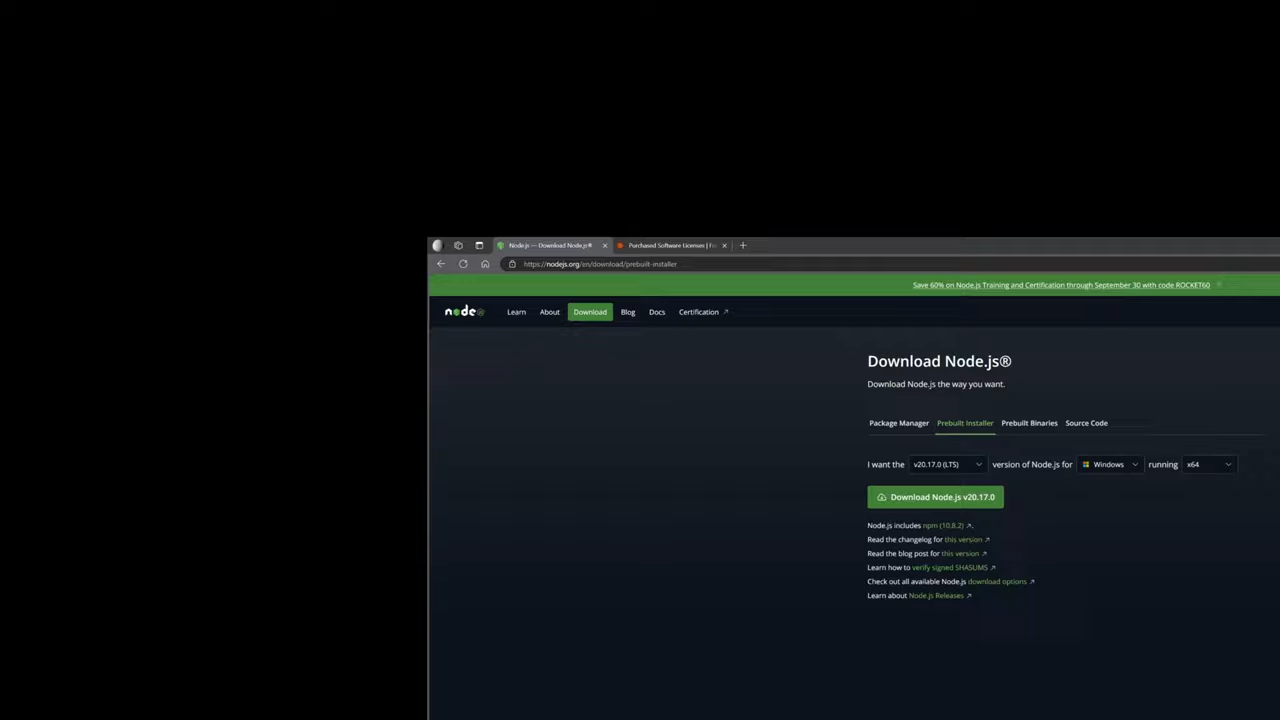 Node.js — Download Node.js®
Purchased Software Licenses | Fo
https://nodejs.org/en/download/prebuilt-installer
Save 60% on Node.js Training and Certification through September 30 with code ROCKET60
node
Learn About Download Blog Docs Certification ↗
Download Node.js®
Download Node.js the way you want.
Package Manager Prebuilt Installer Prebuilt Binaries Source Code
I want the v20.17.0 (LTS) version of Node.js for Windows running x64
Download Node.js v20.17.0
Node.js includes npm (10.8.2) ↗.
Read the changelog for this version ↗
Read the blog post for this version ↗
Learn how to verify signed SHASUMS ↗
Check out all available Node.js download options ↗
Learn about Node.js Releases ↗